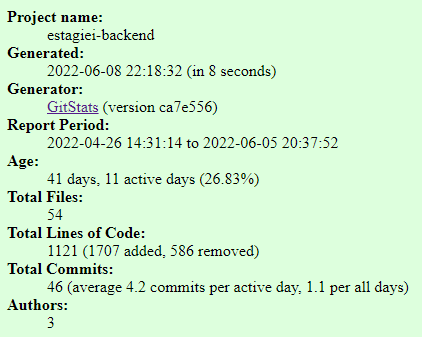 Project name:
estagiei-backend
Generated:
2022-06-08 22:18:32 (in 8 seconds)
Generator:
GitStats (version ca7e556)
Report Period:
2022-04-26 14:31:14 to 2022-06-05 20:37:52
Age:
41 days, 11 active days (26.83%)
Total Files:
54
Total Lines of Code:
1121 (1707 added, 586 removed)
Total Commits:
46 (average 4.2 commits per active day, 1.1 per all days)
Authors:
3